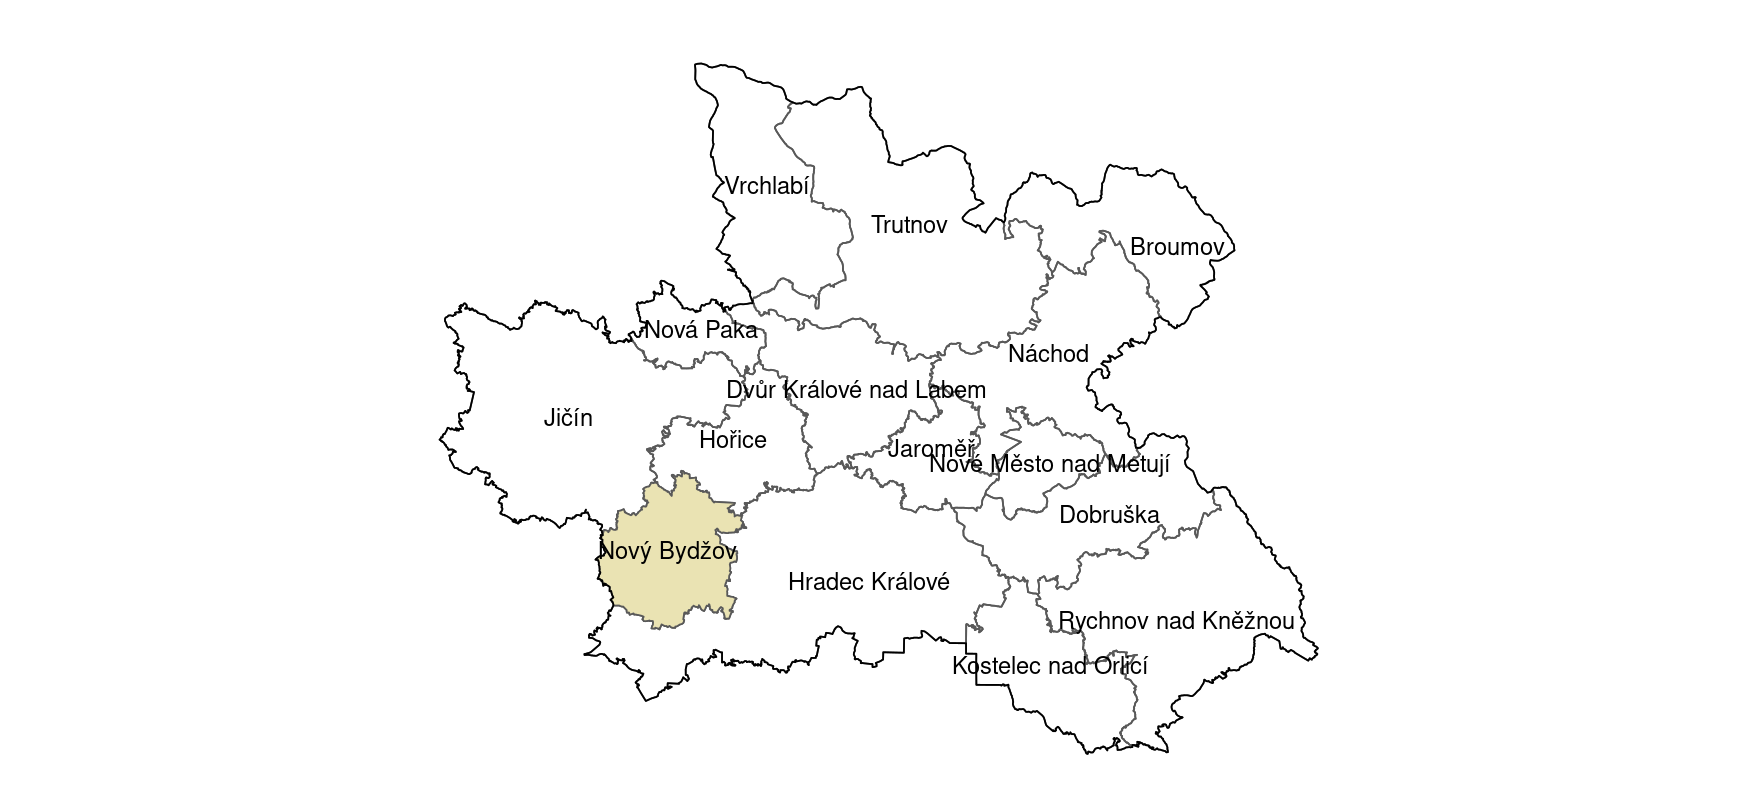 Vrchlabí
Trutnov
Broumov
Nová Paka
Náchod
Dvůr Králové nad Labem
Jičín
Hořice
Jaroměř
Nové Město nad Metují
Dobruška
Nový Bydžov
Hradec Králové
Rychnov nad Kněžnou
Kostelec nad Orlicí